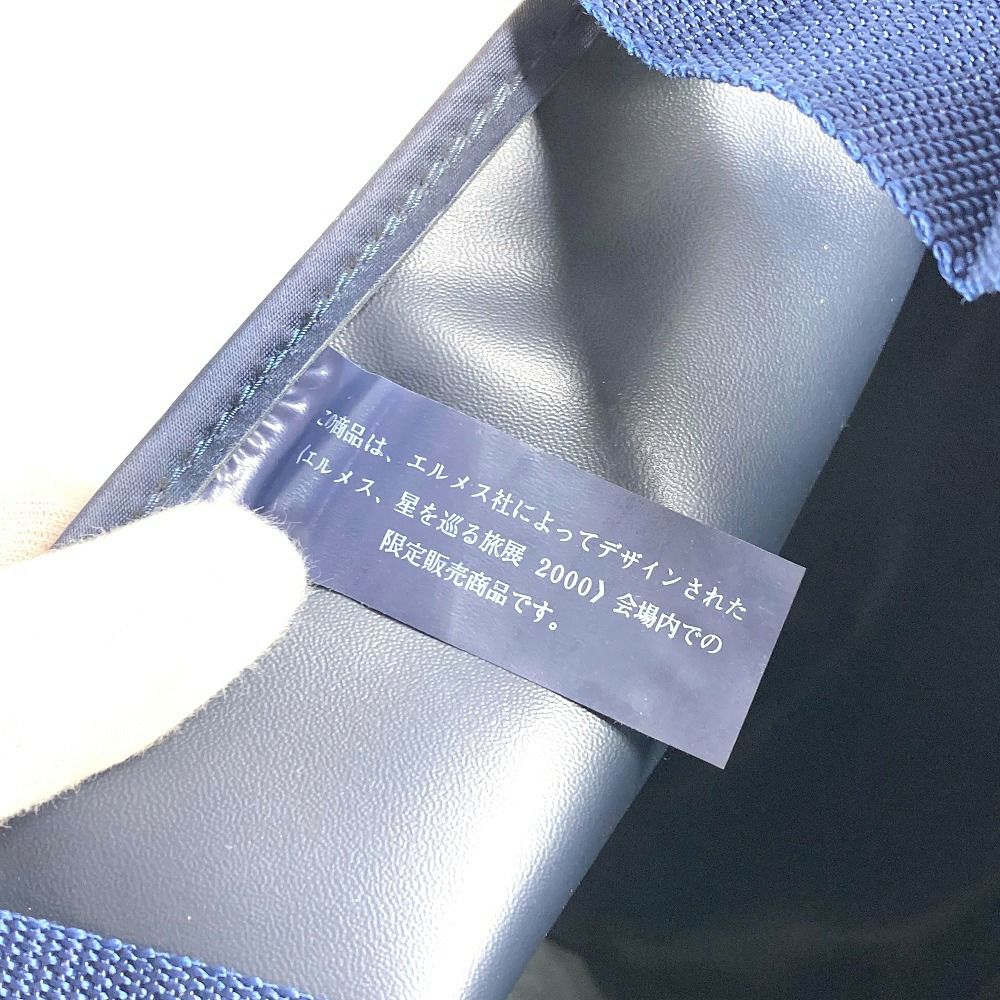 この商品は、エルメス社によってデザインされた
《エルメス、星を巡る旅展 2000》会場内での
限定販売商品です。